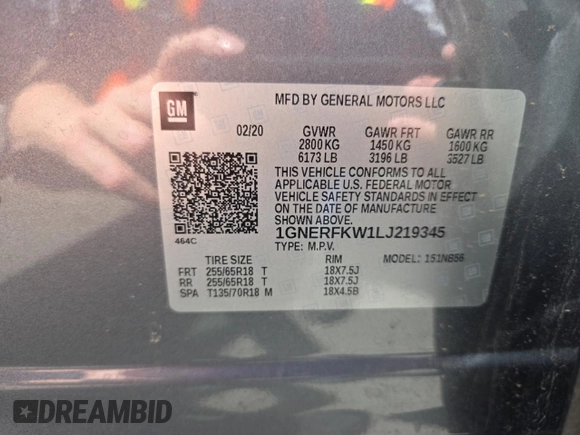 GM
MFD BY GENERAL MOTORS LLC
02/20 GVWR GAWR FRT GAWR RR
2800 KG 1450 KG 1600 KG
6173 LB 3196 LB 3527 LB
THIS VEHICLE CONFORMS TO ALL
APPLICABLE U.S. FEDERAL MOTOR
VEHICLE SAFETY STANDARDS IN EFFECT
ON THE DATE OF MANUFACTURE
SHOWN ABOVE.
1GNERFKW1LJ219345
TYPE: M.P.V.
464C
TIRE SIZE RIM MODEL: 151NB56
FRT 255/65R18 T 18X7.5J
RR 255/65R18 T 18X7.5J
SPA T135/70R18 M 18X4.5B
DREAMBID